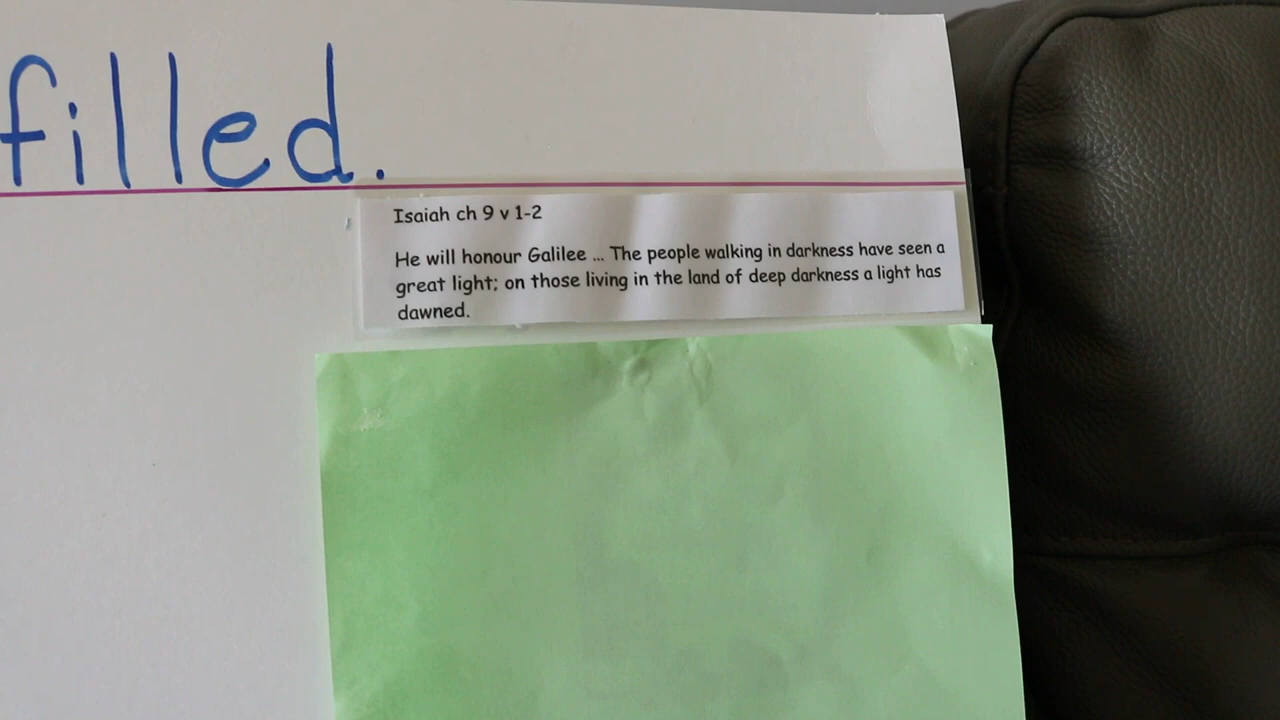 filled.
Isaiah ch 9 v 1-2
He will honour Galilee ... The people walking in darkness have seen a
great light; on those living in the land of deep darkness a light has
dawned.